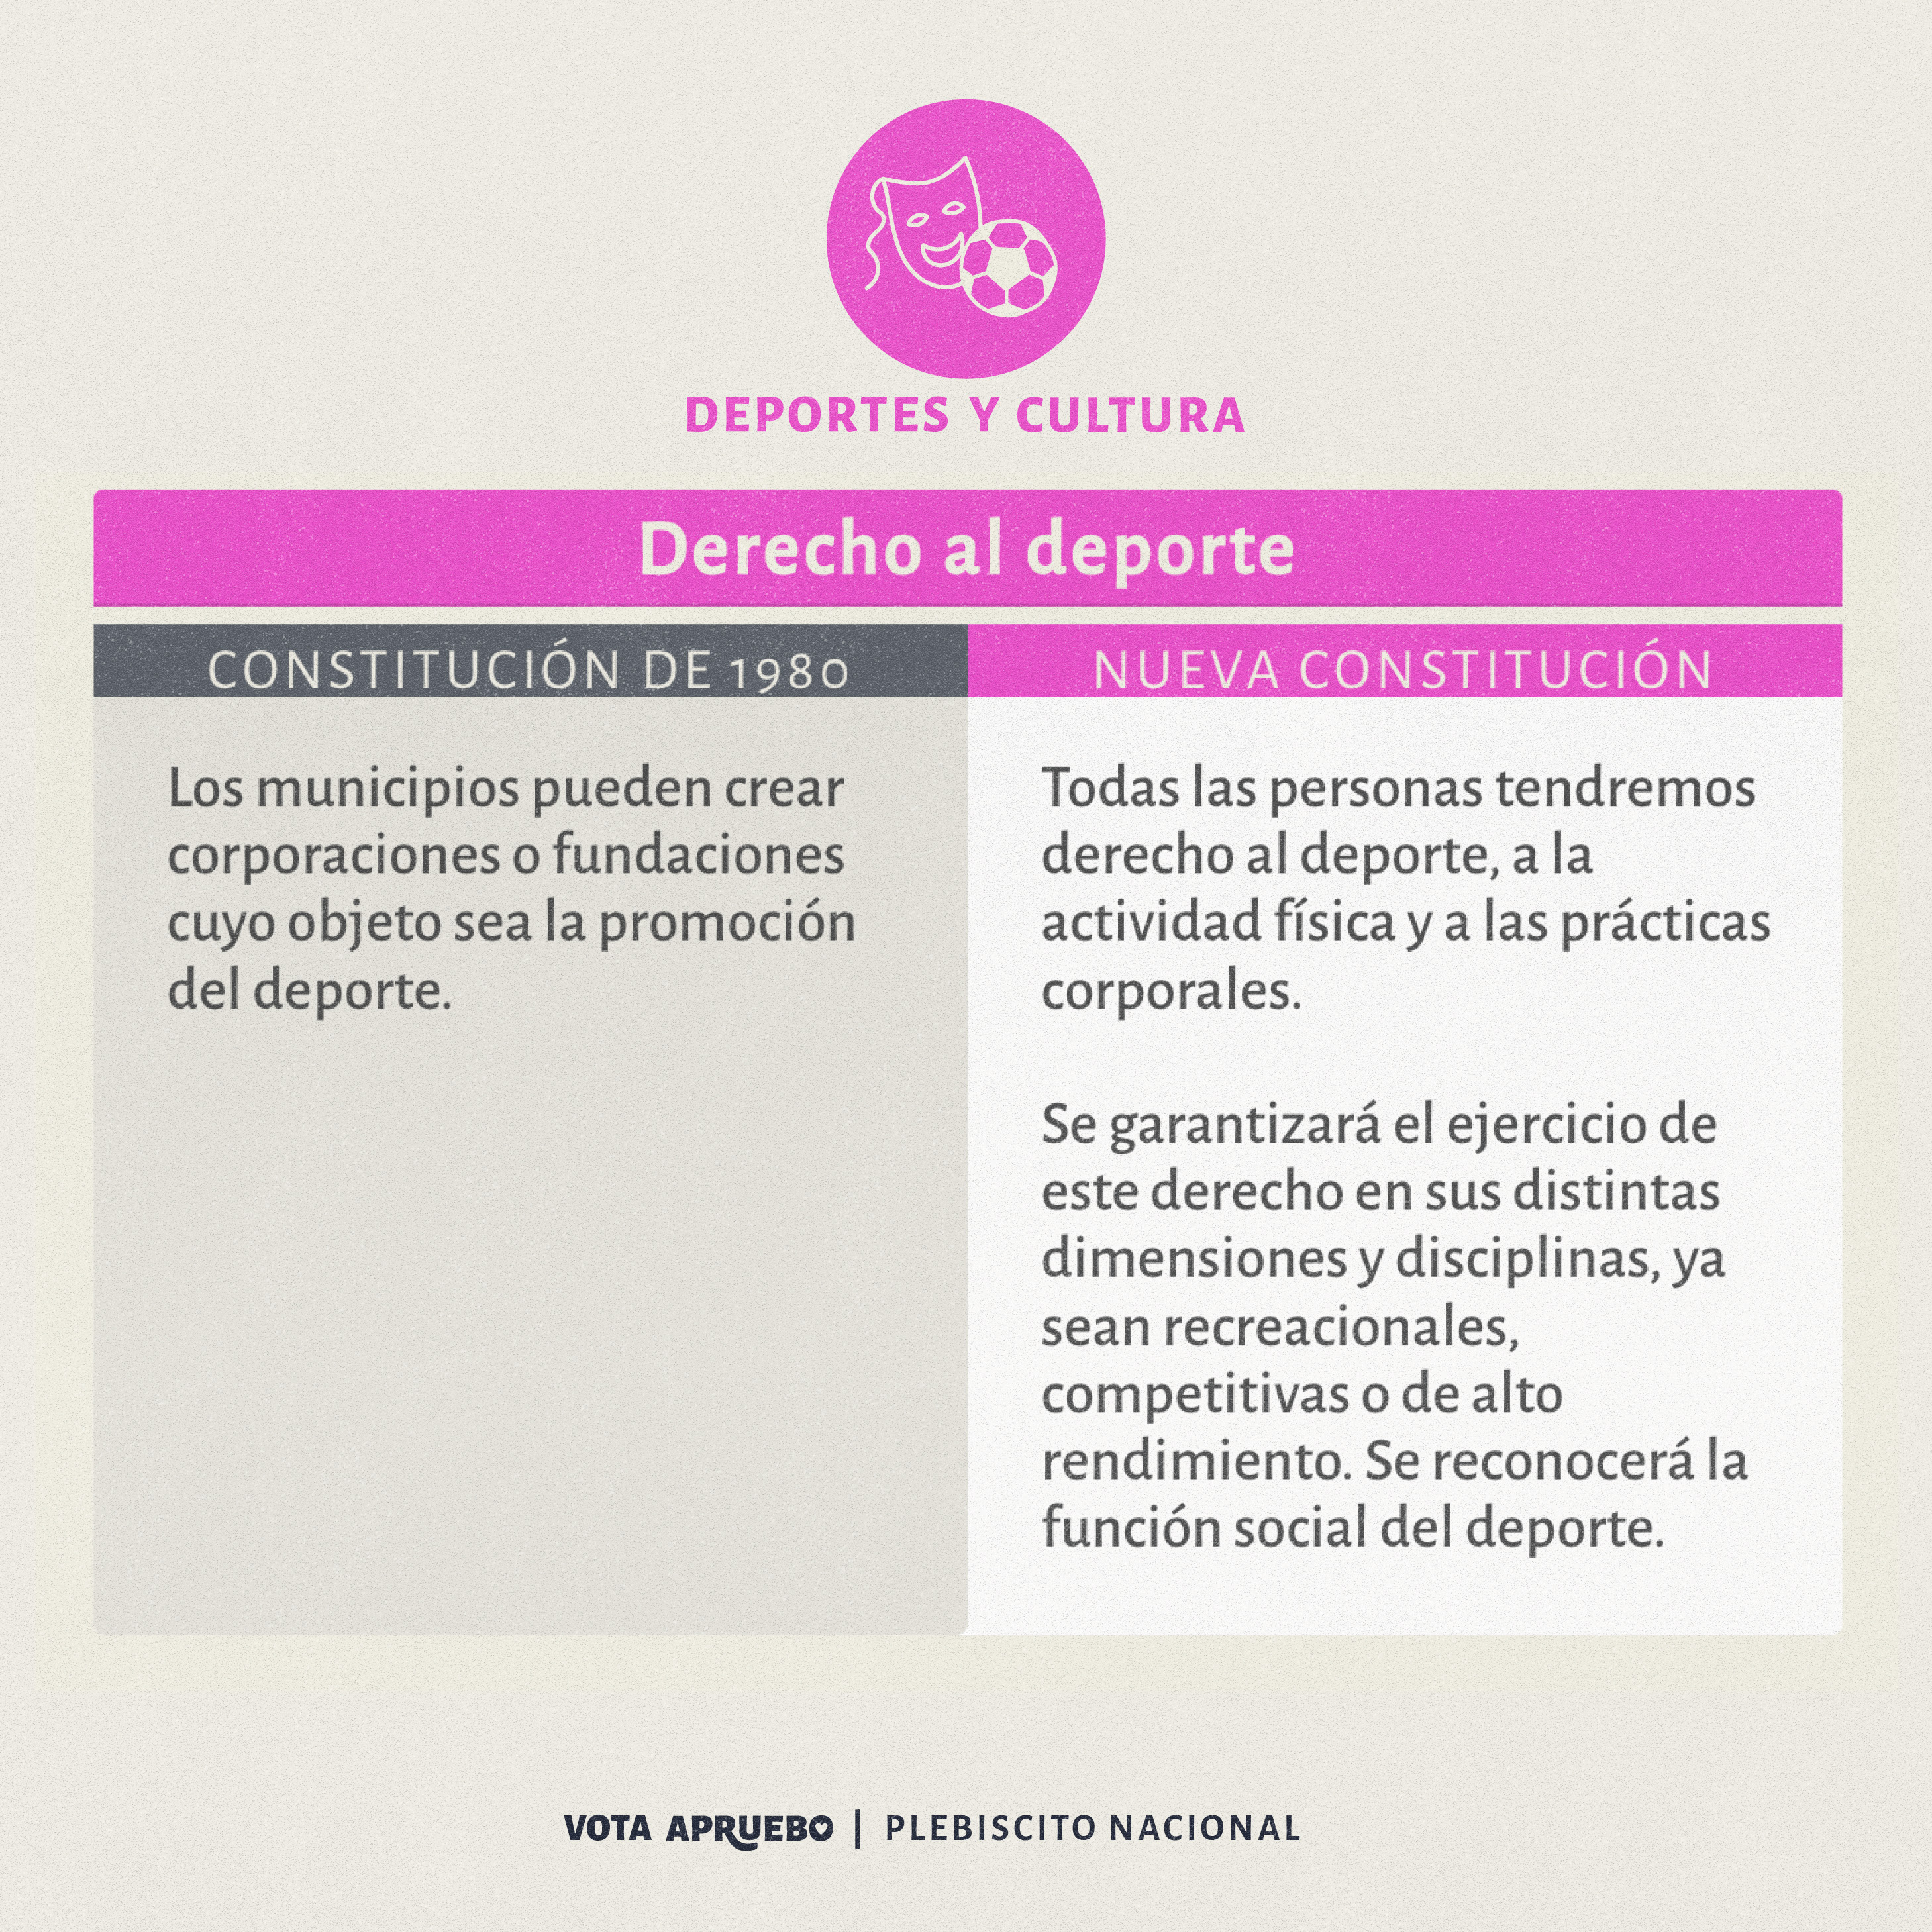 DEPORTES Y CULTURA
Derecho al deporte
CONSTITUCIÓN DE 1980
Los municipios pueden crear
corporaciones o fundaciones
cuyo objeto sea la promoción
del deporte.
NUEVA CONSTITUCIÓN
Todas las personas tendremos
derecho al deporte, a la
actividad física y a las prácticas
corporales.
Se garantizará el ejercicio de
este derecho en sus distintas
dimensiones y disciplinas, ya
sean recreacionales,
competitivas o de alto
rendimiento. Se reconocerá la
función social del deporte.
VOTA APRUEBO | PLEBISCITO NACIONAL